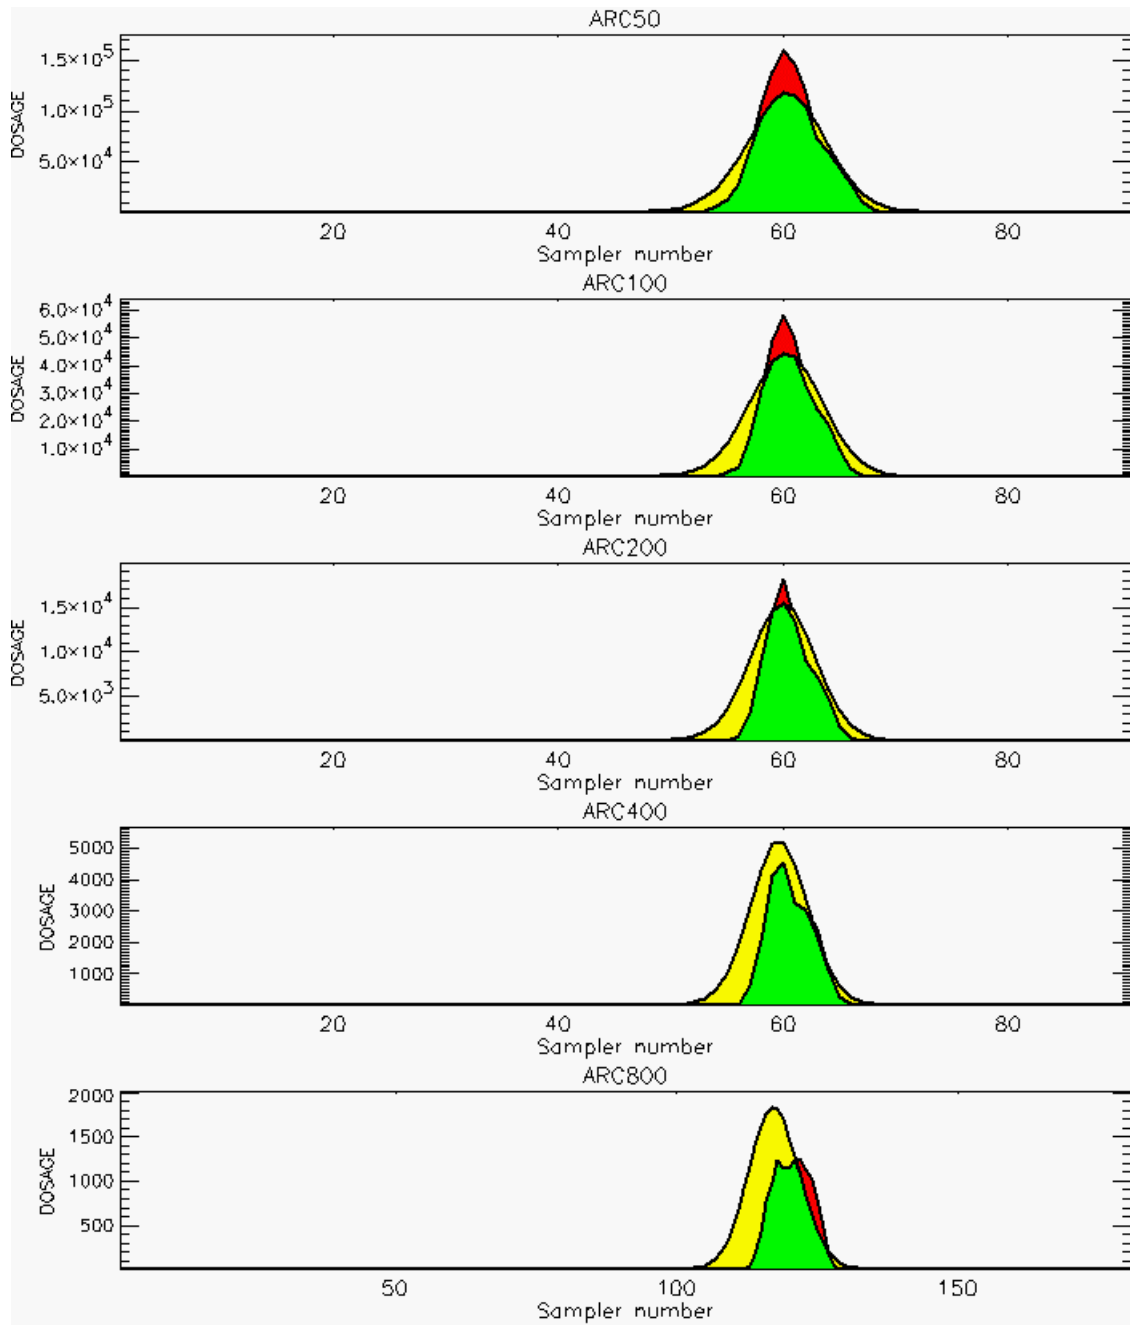 ARC50
1.5×10⁵
1.0×10⁵
5.0×10⁴
DOSAGE
20 40 60 80
Sampler number
ARC100
6.0×10⁴
5.0×10⁴
4.0×10⁴
3.0×10⁴
2.0×10⁴
1.0×10⁴
DOSAGE
20 40 60 80
Sampler number
ARC200
1.5×10⁴
1.0×10⁴
5.0×10³
DOSAGE
20 40 60 80
Sampler number
ARC400
5000
4000
3000
2000
1000
DOSAGE
20 40 60 80
Sampler number
ARC800
2000
1500
1000
500
DOSAGE
50 100 150
Sampler number